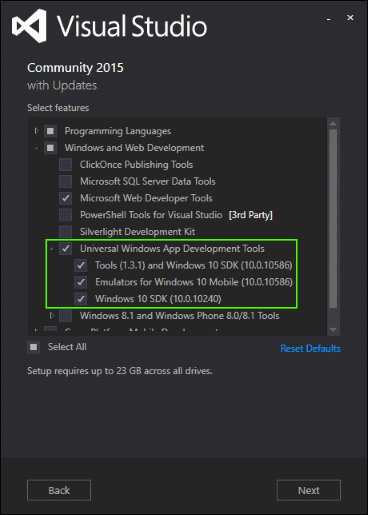 Visual Studio
Community 2015
with Updates
Select features
Programming Languages
Windows and Web Development
ClickOnce Publishing Tools
Microsoft SQL Server Data Tools
Microsoft Web Developer Tools
PowerShell Tools for Visual Studio [3rd Party]
Silverlight Development Kit
Universal Windows App Development Tools
Tools (1.3.1) and Windows 10 SDK (10.0.10586)
Emulators for Windows 10 Mobile (10.0.10586)
Windows 10 SDK (10.0.10240)
Windows 8.1 and Windows Phone 8.0/8.1 Tools
Select All
Reset Defaults
Setup requires up to 23 GB across all drives.
Back
Next